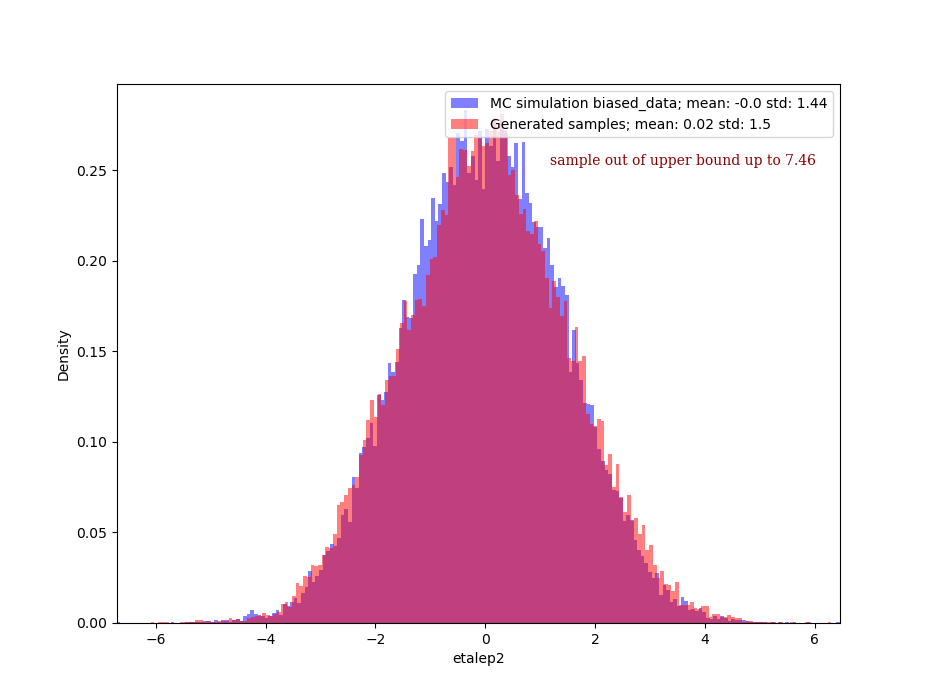 MC simulation biased_data; mean: -0.0 std: 1.44
Generated samples; mean: 0.02 std: 1.5
sample out of upper bound up to 7.46
0.25
0.20
0.15
0.10
0.05
0.00
Density
−6 −4 −2 0 2 4 6
etalep2